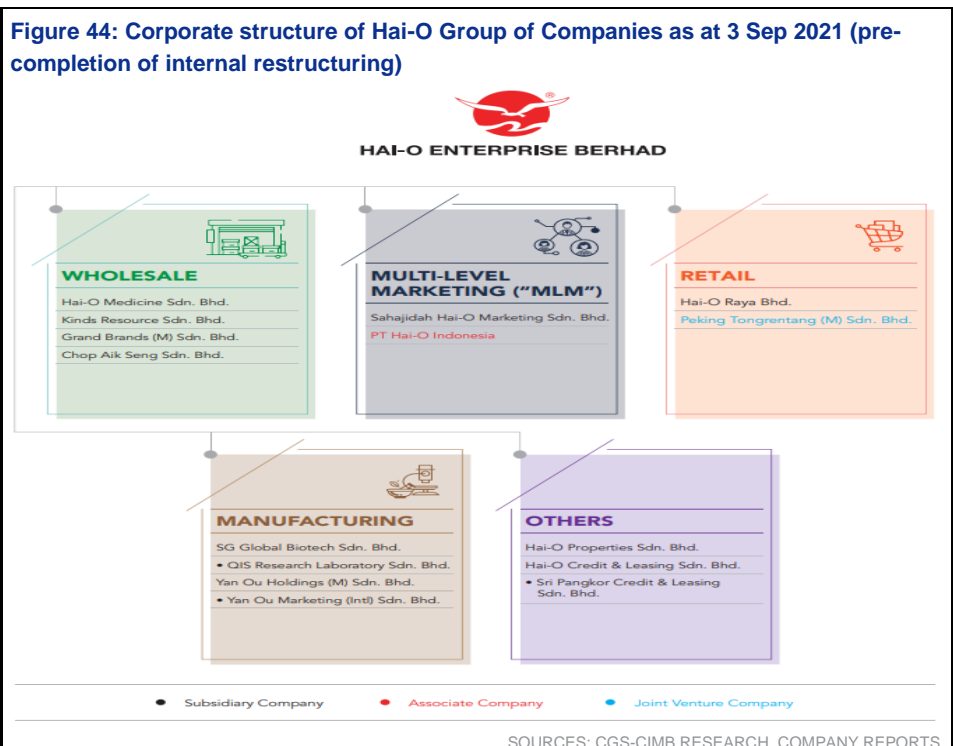 Figure 44: Corporate structure of Hai-O Group of Companies as at 3 Sep 2021 (pre-
completion of internal restructuring)
®
HAI-O ENTERPRISE BERHAD
WHOLESALE
Hai-O Medicine Sdn. Bhd.
Kinds Resource Sdn. Bhd.
Grand Brands (M) Sdn. Bhd.
Chop Aik Seng Sdn. Bhd.
MULTI-LEVEL
MARKETING ("MLM")
Sahajidah Hai-O Marketing Sdn. Bhd.
PT Hai-O Indonesia
RETAIL
Hai-O Raya Bhd.
Peking Tongrentang (M) Sdn. Bhd.
MANUFACTURING
SG Global Biotech Sdn. Bhd.
• QIS Research Laboratory Sdn. Bhd.
Yan Ou Holdings (M) Sdn. Bhd.
• Yan Ou Marketing (Intl) Sdn. Bhd.
OTHERS
Hai-O Properties Sdn. Bhd.
Hai-O Credit & Leasing Sdn. Bhd.
• Sri Pangkor Credit & Leasing
Sdn. Bhd.
• Subsidiary Company • Associate Company • Joint Venture Company
SOURCES: CGS-CIMB RESEARCH, COMPANY REPORTS